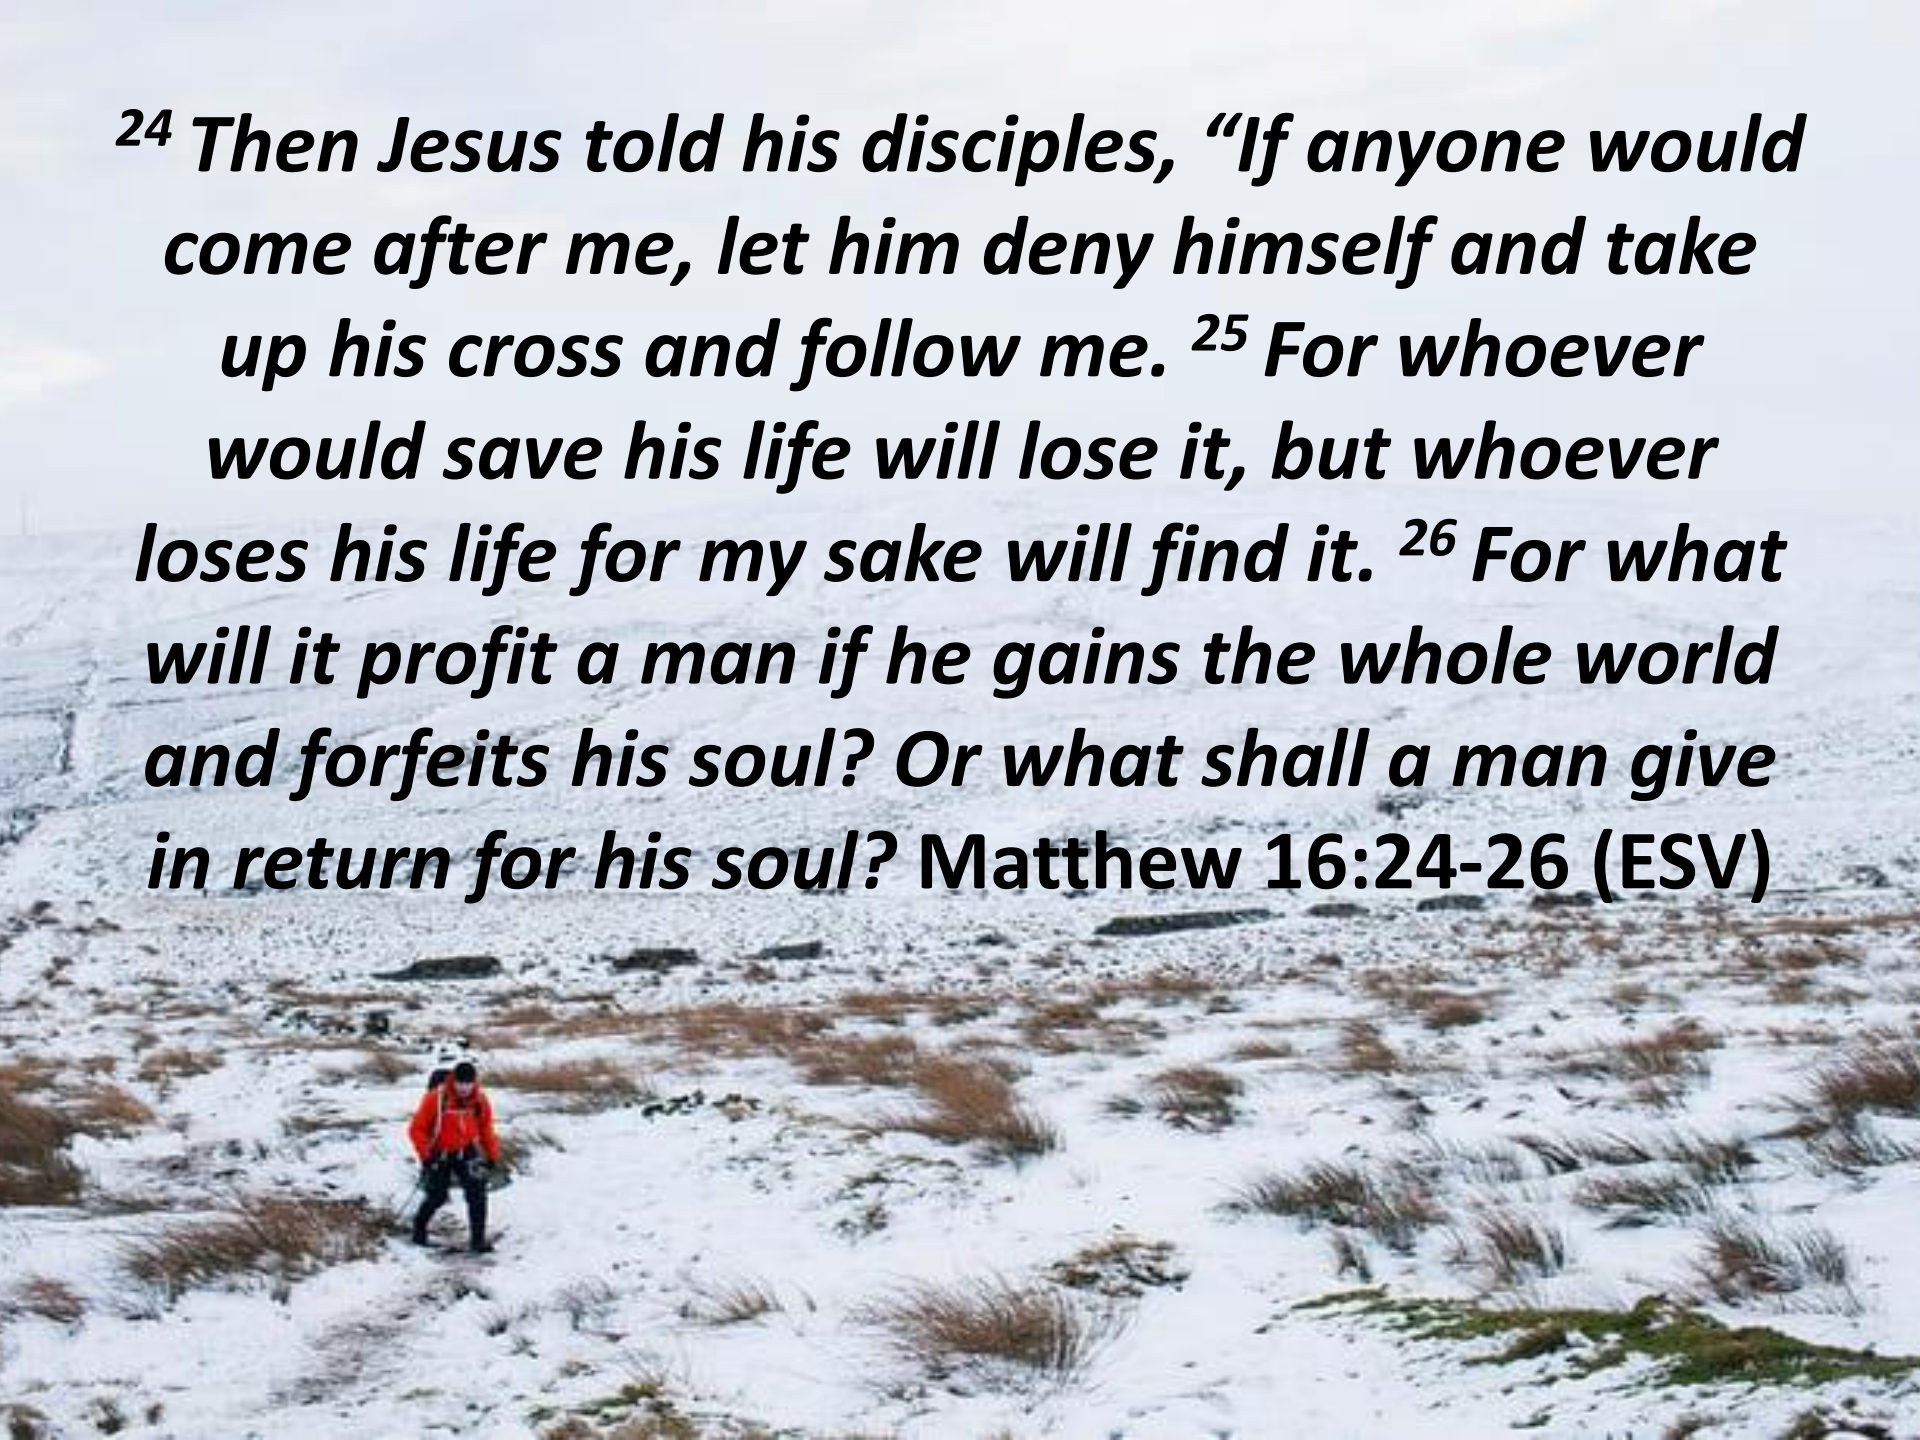 24 Then Jesus told his disciples, “If anyone would
come after me, let him deny himself and take
up his cross and follow me. 25 For whoever
would save his life will lose it, but whoever
loses his life for my sake will find it. 26 For what
will it profit a man if he gains the whole world
and forfeits his soul? Or what shall a man give
in return for his soul? Matthew 16:24-26 (ESV)